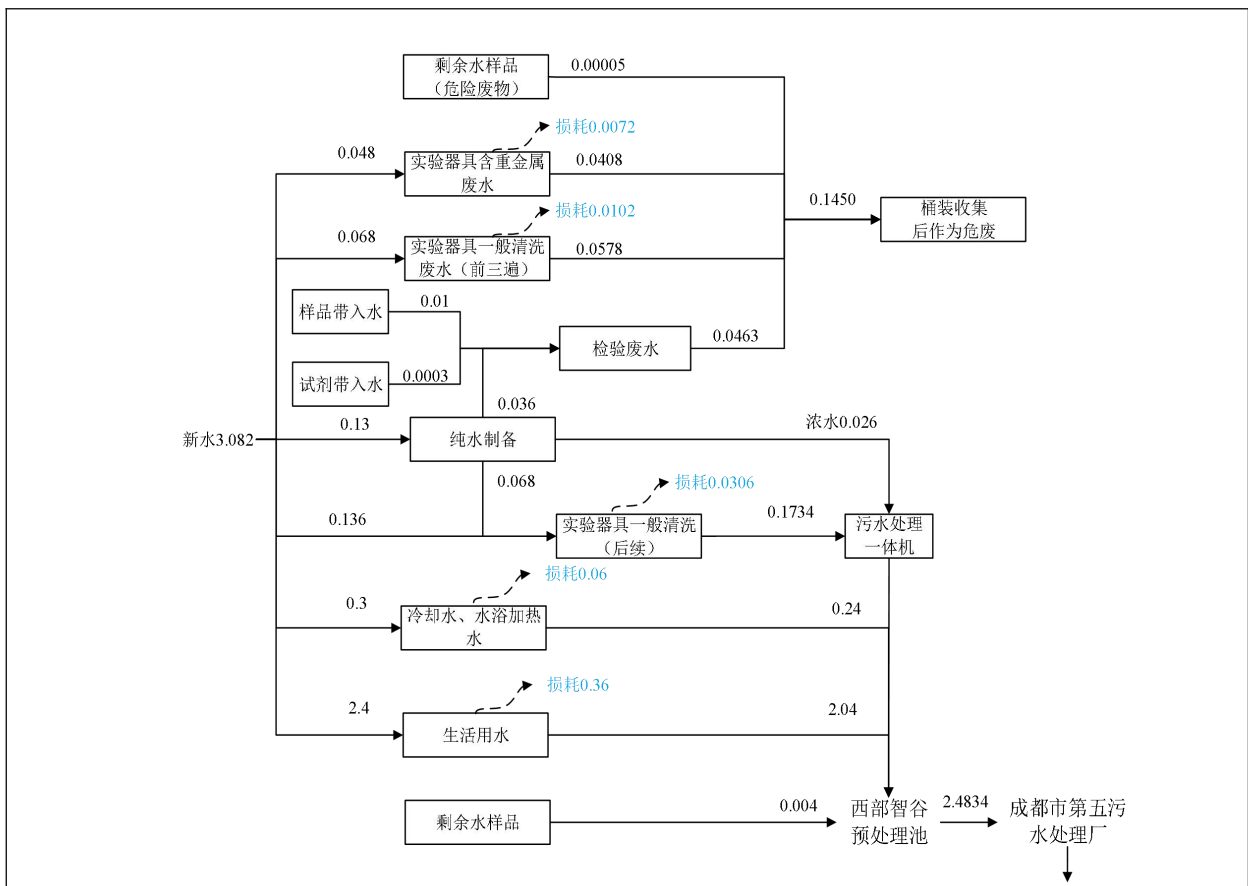 剩余水样品
（危险废物）
0.00005
损耗0.0072
0.048
实验器具含重金属
废水
0.0408
0.1450
桶装收集
后作为危废
损耗0.0102
0.068
实验器具一般清洗
废水（前三遍）
0.0578
样品带入水
0.01
检验废水
0.0463
试剂带入水
0.0003
0.036
新水3.082
0.13
纯水制备
浓水0.026
0.068
损耗0.0306
0.136
实验器具一般清洗
（后续）
0.1734
污水处理
一体机
损耗0.06
0.3
冷却水、水浴加热
水
0.24
损耗0.36
2.4
生活用水
2.04
剩余水样品
0.004
西部智谷
预处理池
2.4834
成都市第五污
水处理厂